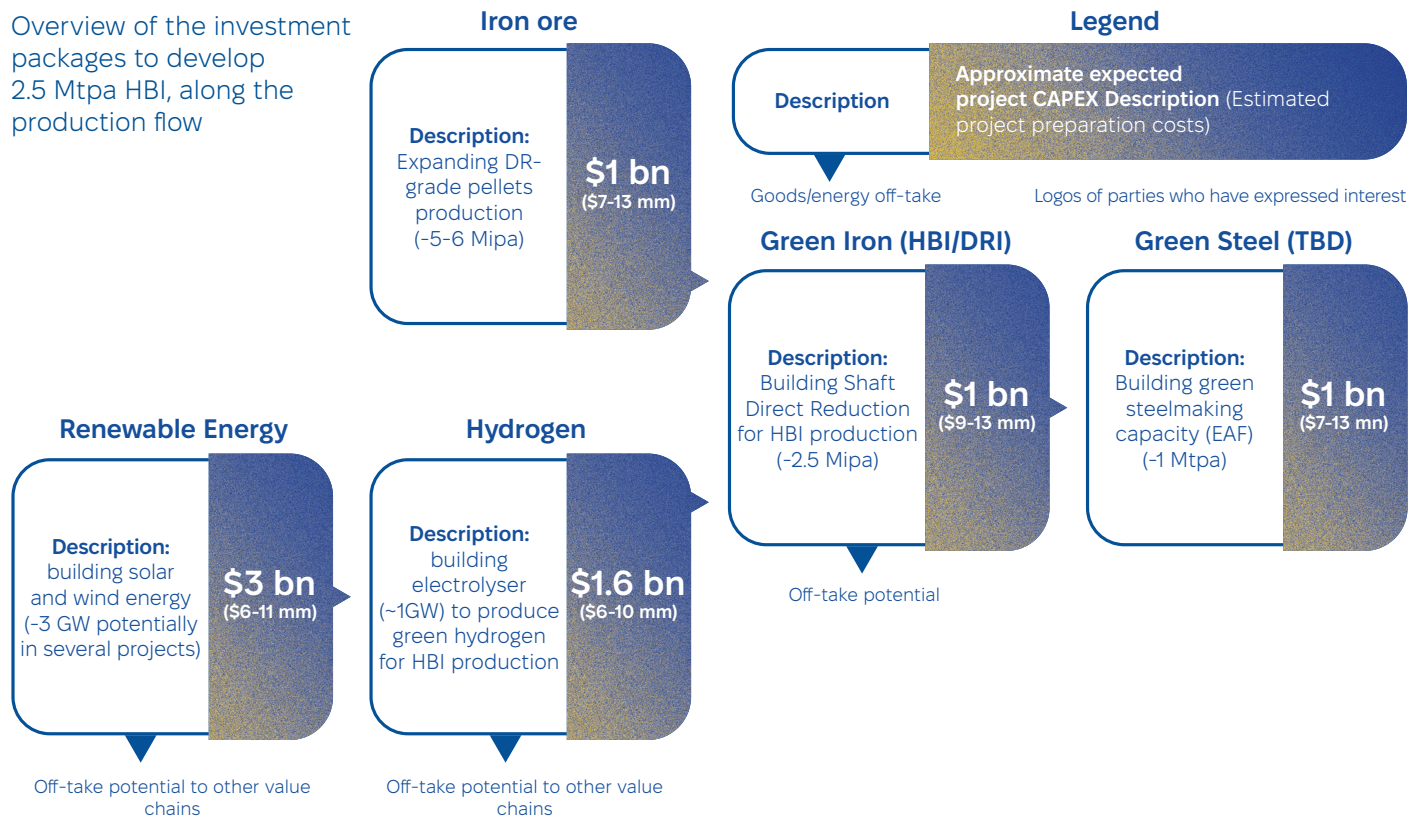 Overview of the investment
packages to develop
2.5 Mtpa HBI, along the
production flow
Iron ore
Description:
Expanding DR-
grade pellets
production
(-5-6 Mipa)
$1 bn
($7-13 mm)
Legend
Description
Approximate expected
project CAPEX Description (Estimated
project preparation costs)
Goods/energy off-take
Logos of parties who have expressed interest
Green Iron (HBI/DRI)
Description:
Building Shaft
Direct Reduction
for HBI production
(-2.5 Mipa)
$1 bn
($9-13 mm)
Off-take potential
Green Steel (TBD)
Description:
Building green
steelmaking
capacity (EAF)
(-1 Mtpa)
$1 bn
($7-13 mn)
Renewable Energy
Description:
building solar
and wind energy
(-3 GW potentially
in several projects)
$3 bn
($6-11 mm)
Off-take potential to other value
chains
Hydrogen
Description:
building
electrolyser
(~1GW) to produce
green hydrogen
for HBI production
$1.6 bn
($6-10 mm)
Off-take potential to other value
chains